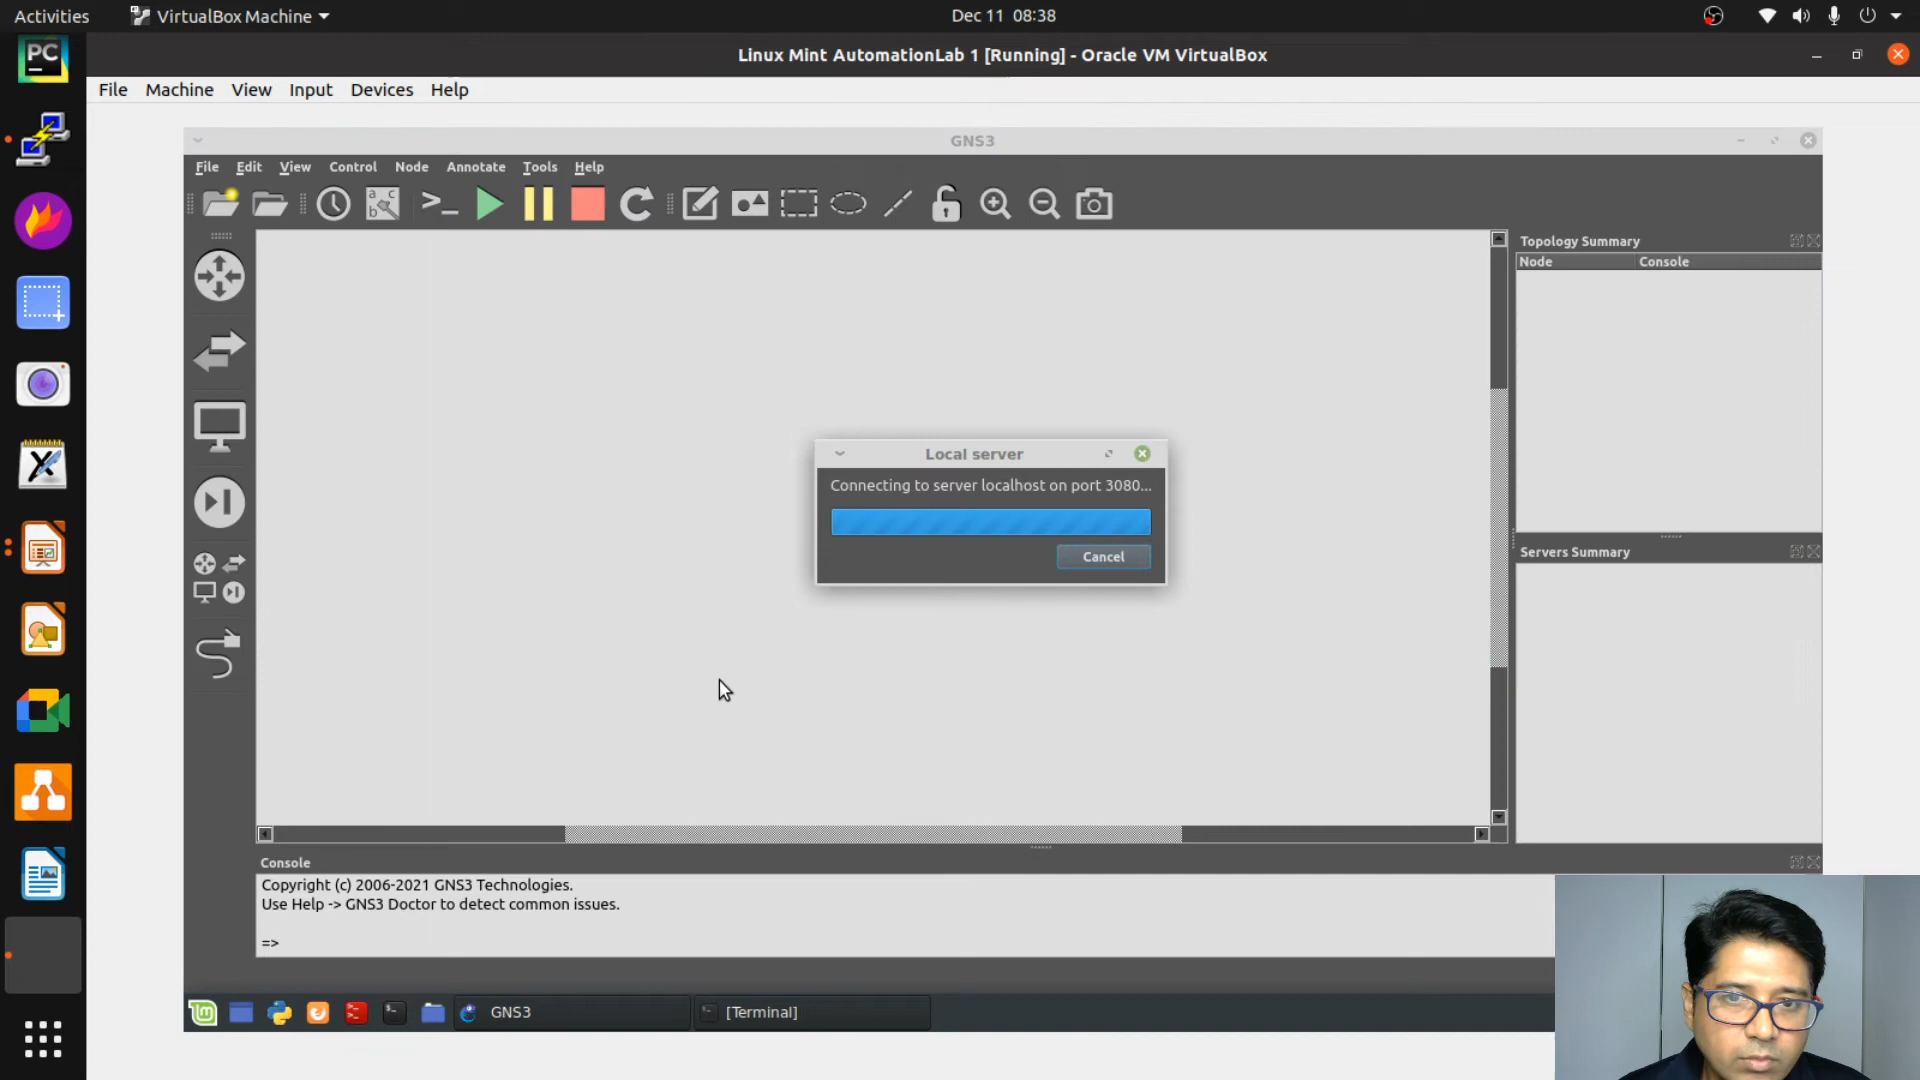 Activities
VirtualBox Machine
Dec 11 08:38
PC
Linux Mint AutomationLab 1 [Running] - Oracle VM VirtualBox
File Machine View Input Devices Help
GNS3
File Edit View Control Node Annotate Tools Help
a c
b
>_
Topology Summary
Node Console
Local server
Connecting to server localhost on port 3080...
Cancel
Servers Summary
Console
Copyright (c) 2006-2021 GNS3 Technologies.
Use Help -> GNS3 Doctor to detect common issues.
=>
GNS3
[Terminal]